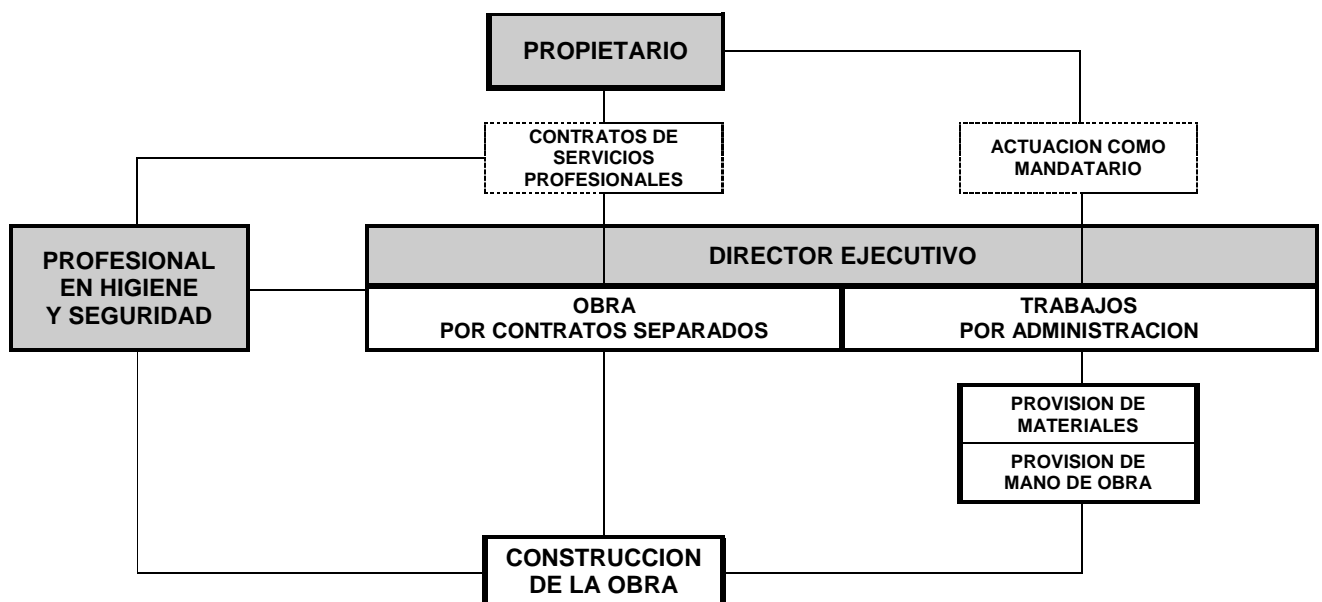 PROPIETARIO
CONTRATOS DE
SERVICIOS
PROFESIONALES
ACTUACION COMO
MANDATARIO
PROFESIONAL
EN HIGIENE
Y SEGURIDAD
DIRECTOR EJECUTIVO
OBRA
POR CONTRATOS SEPARADOS
TRABAJOS
POR ADMINISTRACION
PROVISION DE
MATERIALES
PROVISION DE
MANO DE OBRA
CONSTRUCCION
DE LA OBRA